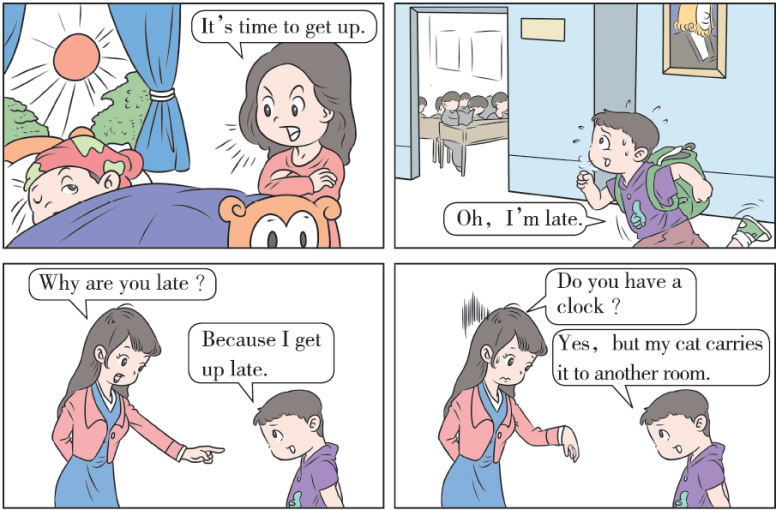 It's time to get up.
Oh, I'm late.
Why are you late ?
Because I get
up late.
Do you have a
clock ?
Yes, but my cat carries
it to another room.